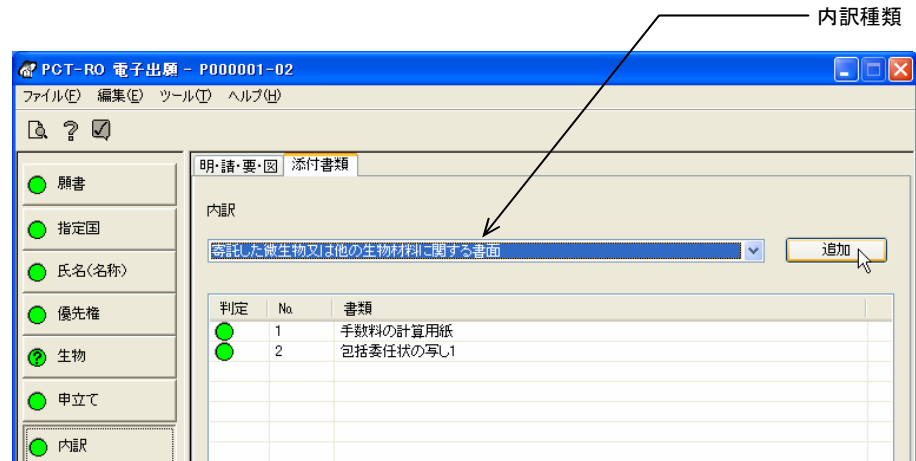 内訳種類
PCT-RO 電子出願 - P000001-02
ファイル(F) 編集(E) ツール(T) ヘルプ(H)
願書
指定国
氏名(名称)
優先権
生物
申立て
内訳
明・請・要・図 添付書類
内訳
寄託した微生物又は他の生物材料に関する書面
追加
判定 No. 書類
1 手数料の計算用紙
2 包括委任状の写し1